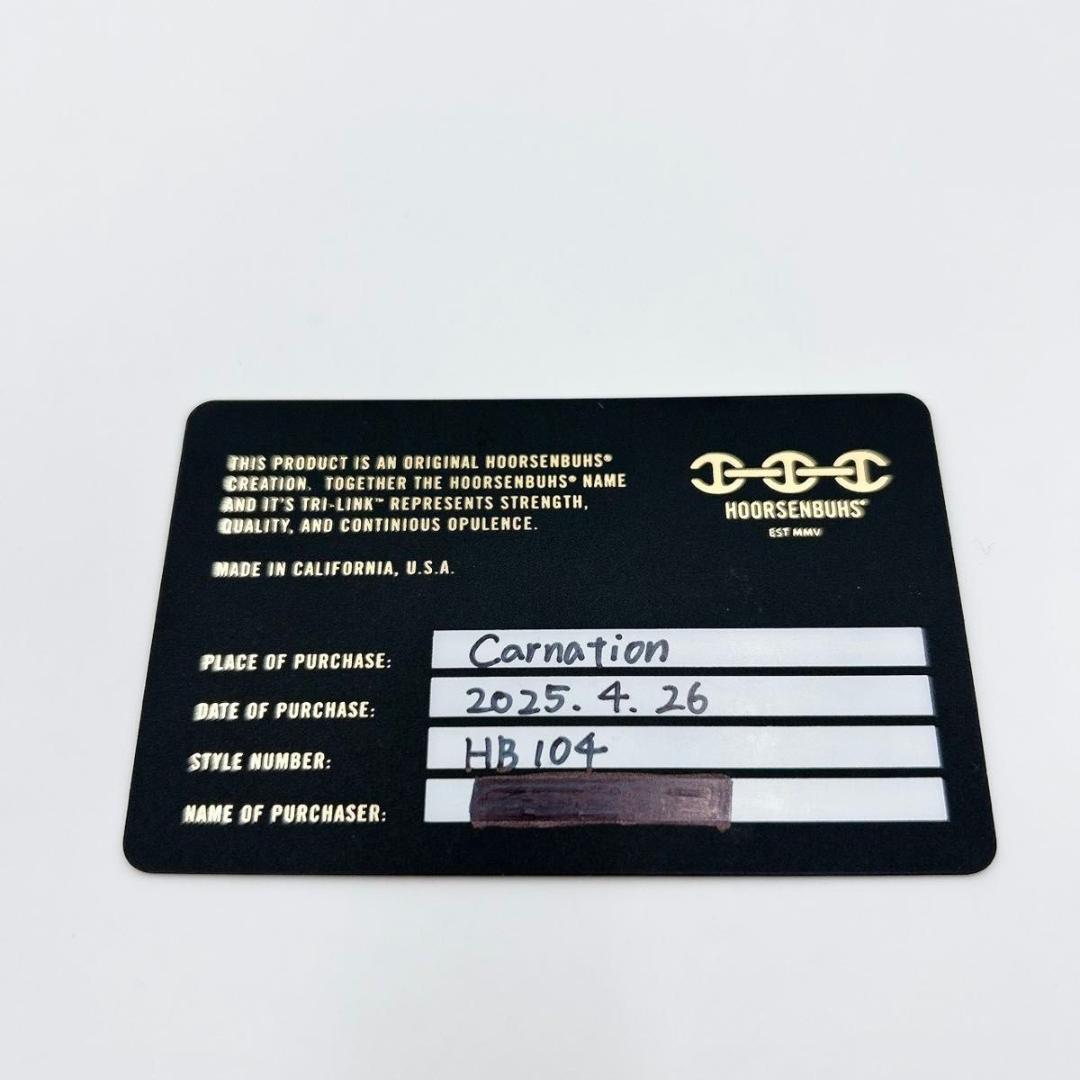 THIS PRODUCT IS AN ORIGINAL HOORSENBUHS®
CREATION. TOGETHER THE HOORSENBUHS® NAME
AND IT'S TRI-LINK™ REPRESENTS STRENGTH,
QUALITY, AND CONTINIOUS OPULENCE.
MADE IN CALIFORNIA, U.S.A.
HOORSENBUHS®
EST MMV
PLACE OF PURCHASE: Carnation
DATE OF PURCHASE: 2025.4.26
STYLE NUMBER: HB104
NAME OF PURCHASER: